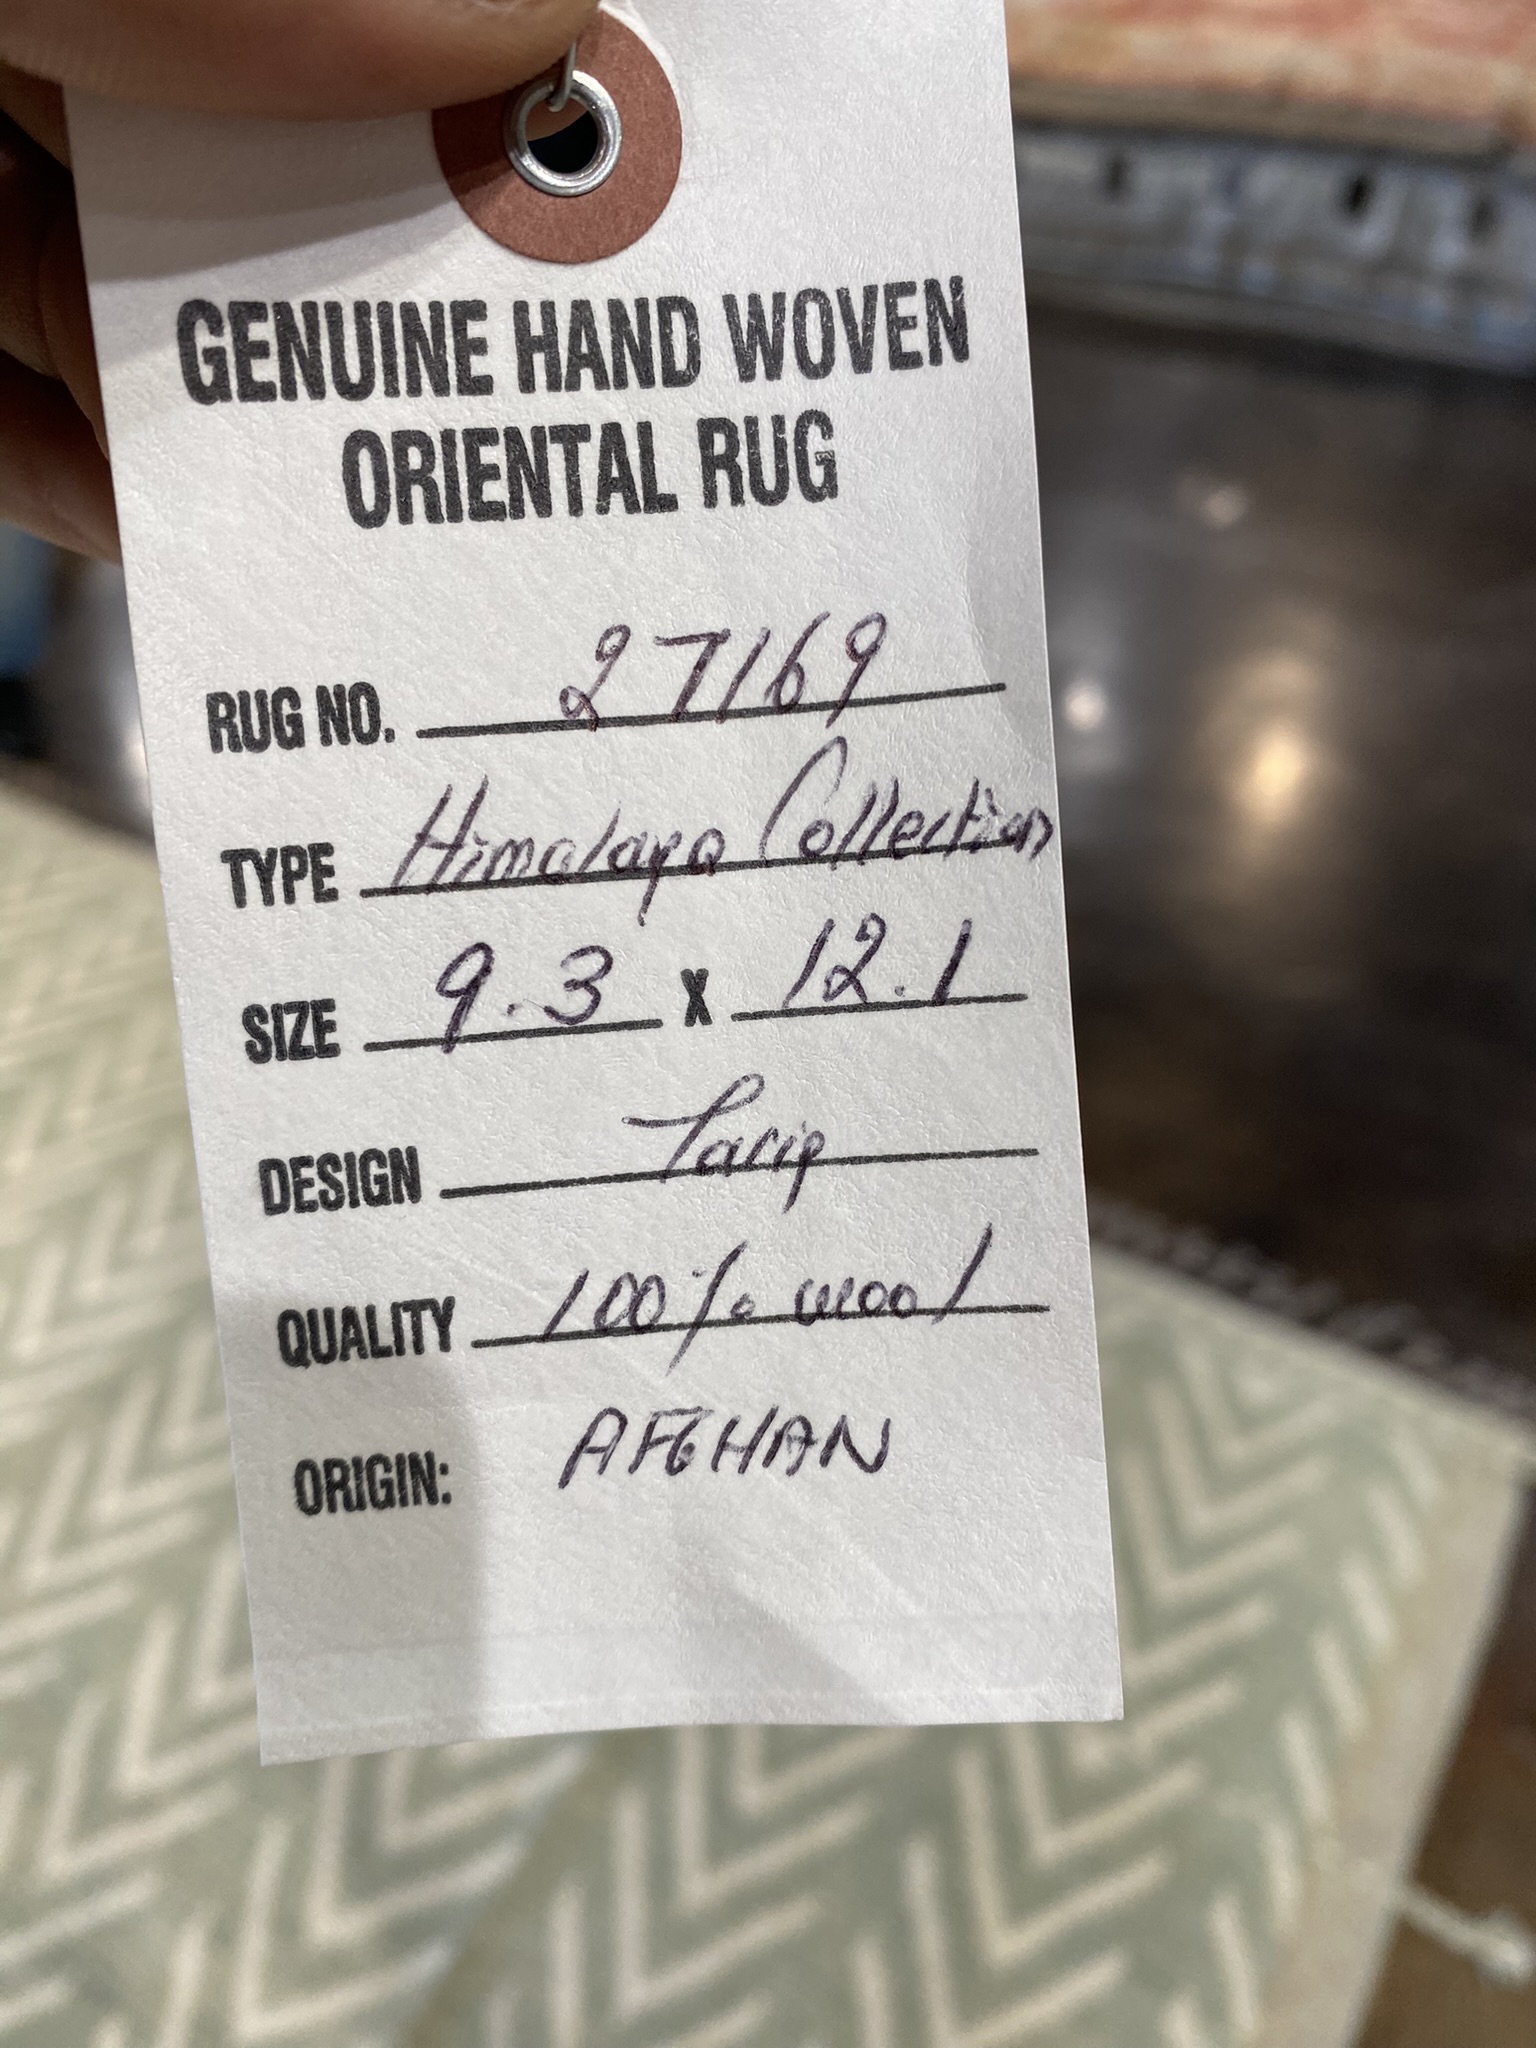 GENUINE HAND WOVEN
ORIENTAL RUG
RUG NO. 27169
TYPE Himalaya Collection
SIZE 9.3 X 12.1
DESIGN Tariq
QUALITY 100% wool
ORIGIN: AFGHAN